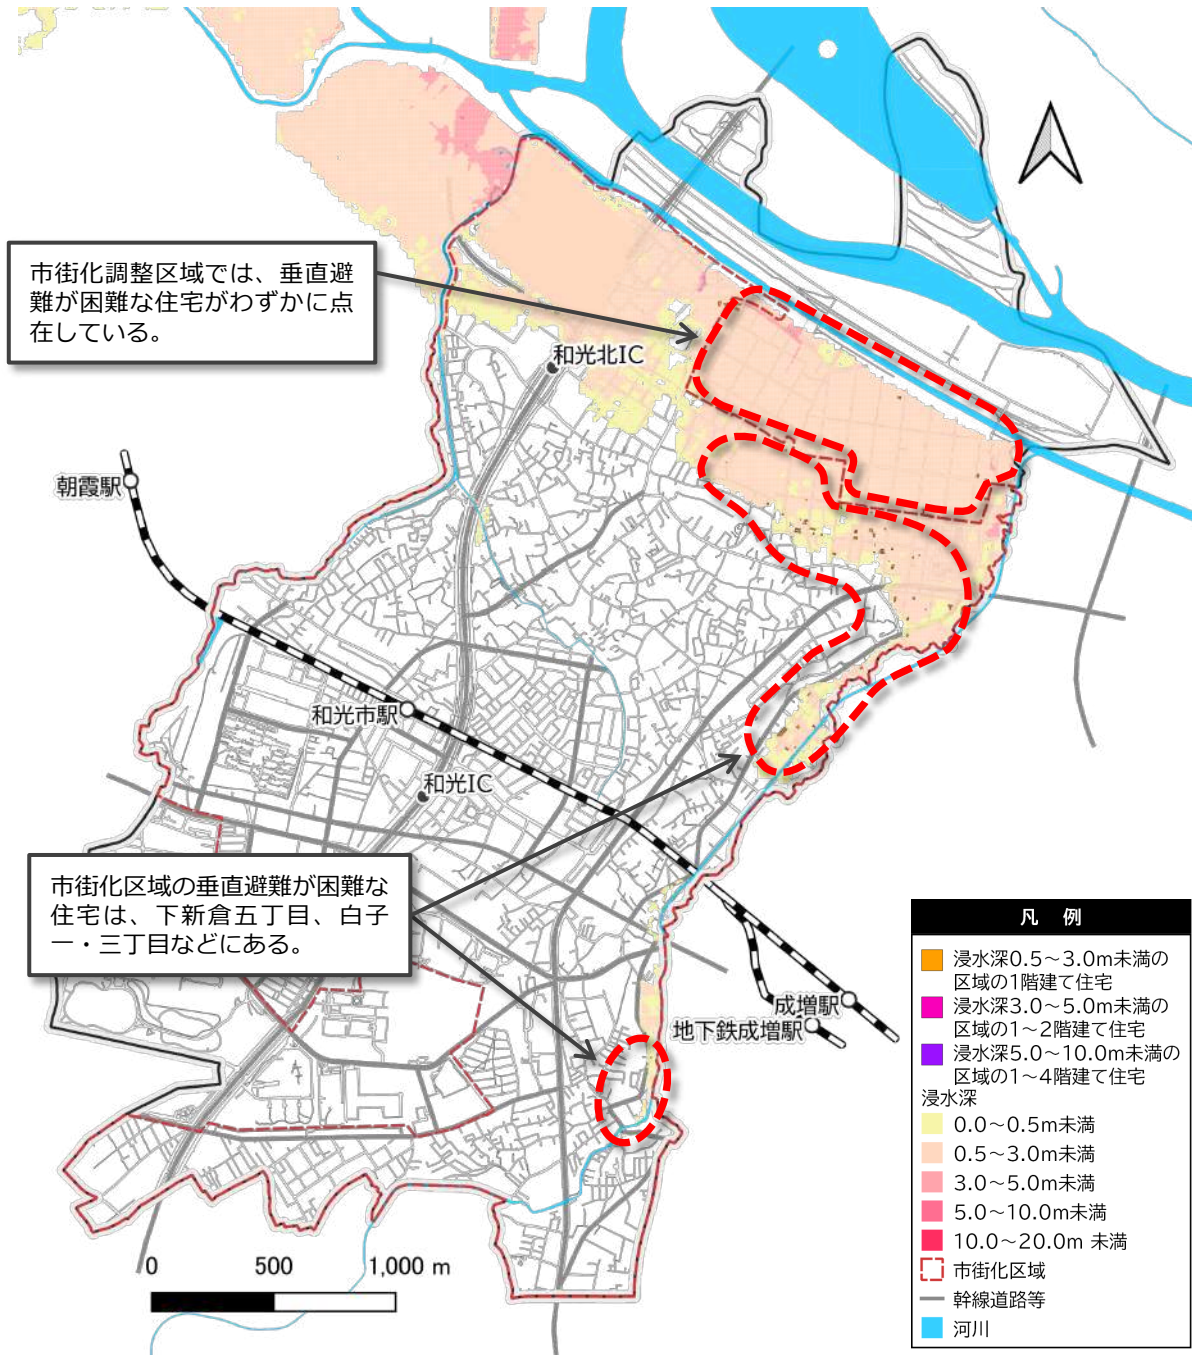 市街化調整区域では、垂直避
難が困難な住宅がわずかに点
在している。
和光北IC
朝霞駅
和光市駅
和光IC
市街化区域の垂直避難が困難な
住宅は、下新倉五丁目、白子
一・三丁目などにある。
成増駅
地下鉄成増駅
0 500 1,000 m
凡 例
浸水深0.5～3.0m未満の
区域の1階建て住宅
浸水深3.0～5.0m未満の
区域の1～2階建て住宅
浸水深5.0～10.0m未満の
区域の1～4階建て住宅
浸水深
0.0～0.5m未満
0.5～3.0m未満
3.0～5.0m未満
5.0～10.0m未満
10.0～20.0m 未満
市街化区域
幹線道路等
河川